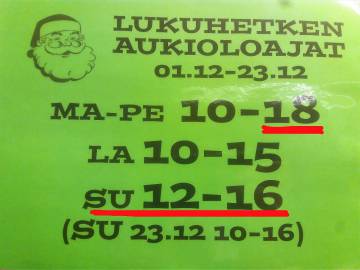 LUKUHETKEN
AUKIOLOAJAT
01.12-23.12
MA-PE 10-18
LA 10-15
SU 12-16
(SU 23.12 10-16)